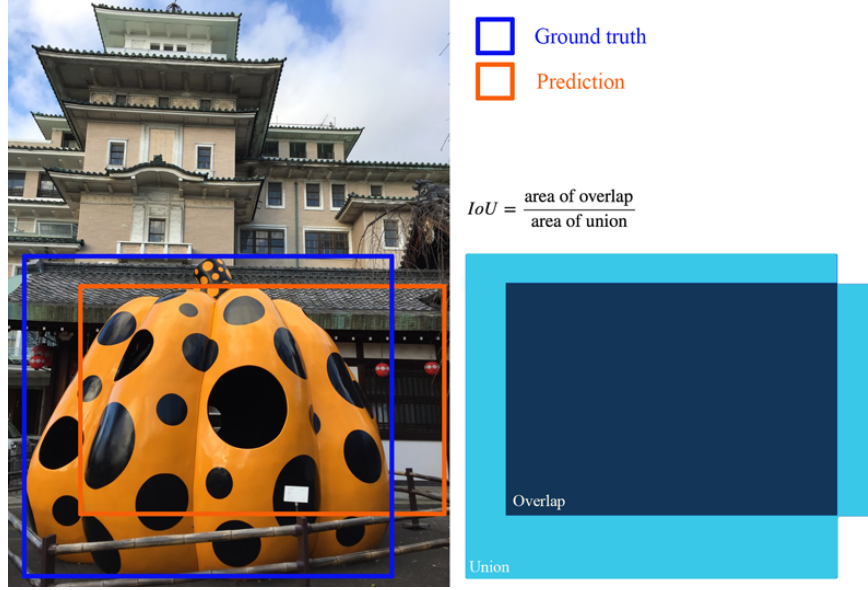 Ground truth
Prediction
IoU = area of overlap / area of union
Overlap
Union